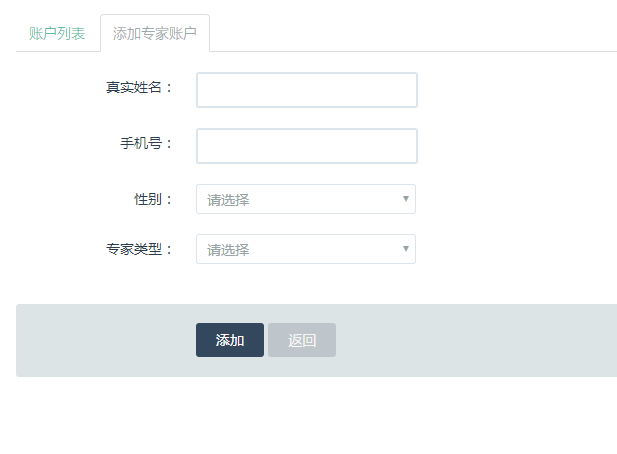 账户列表 添加专家账户
真实姓名：
手机号：
性别： 请选择
专家类型： 请选择
添加 返回